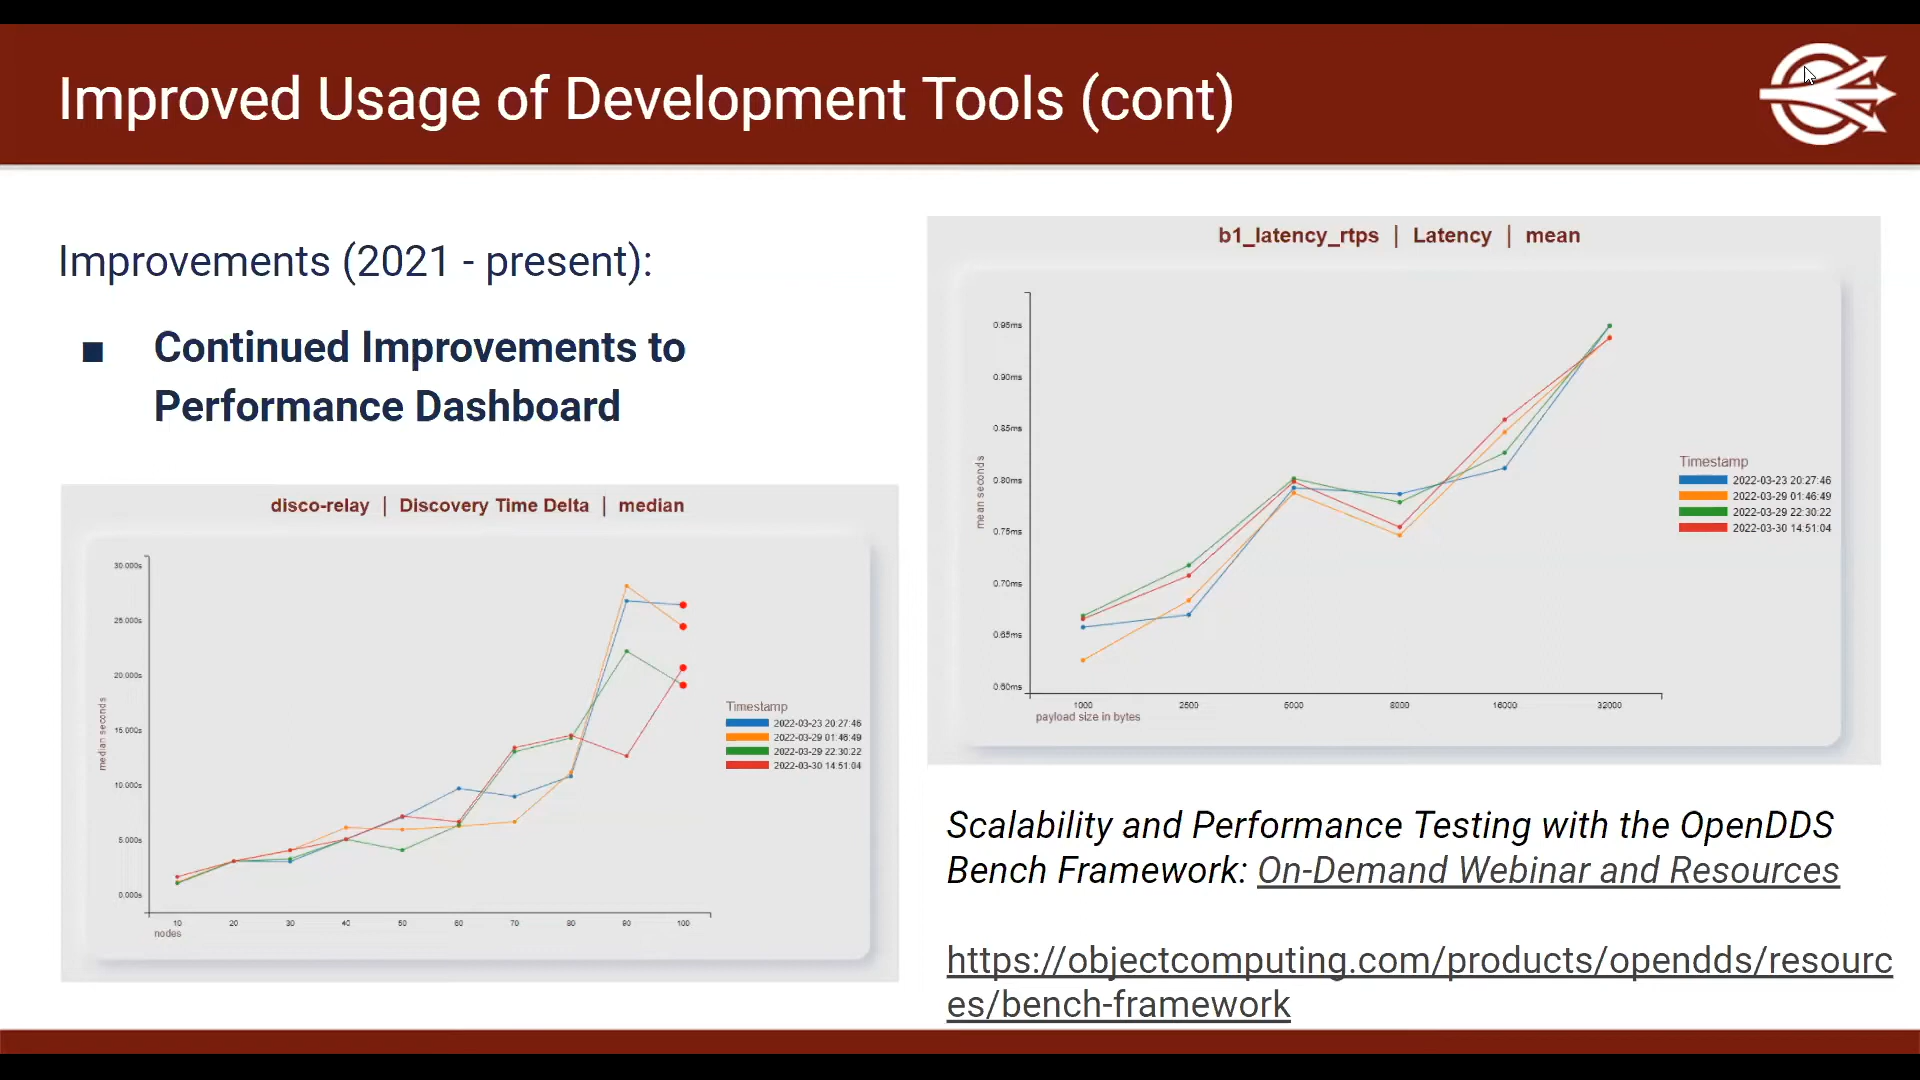 Improved Usage of Development Tools (cont)
Improvements (2021 - present):
■ Continued Improvements to
Performance Dashboard
disco-relay | Discovery Time Delta | median
30.000s
25.000s
20.000s
15.000s
10.000s
5.000s
0.000s
median seconds
10 20 30 40 50 60 70 80 90 100
nodes
Timestamp
2022-03-23 20:27:46
2022-03-29 01:46:49
2022-03-29 22:30:22
2022-03-30 14:51:04
b1_latency_rtps | Latency | mean
0.95ms
0.90ms
0.85ms
0.80ms
0.75ms
0.70ms
0.65ms
0.60ms
mean seconds
1000 2500 5000 8000 16000 32000
payload size in bytes
Timestamp
2022-03-23 20:27:46
2022-03-29 01:46:49
2022-03-29 22:30:22
2022-03-30 14:51:04
Scalability and Performance Testing with the OpenDDS
Bench Framework: On-Demand Webinar and Resources
https://objectcomputing.com/products/opendds/resourc
es/bench-framework